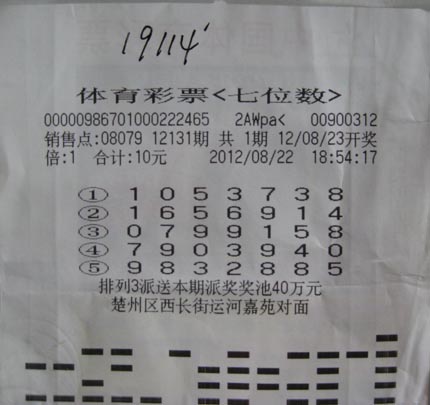 19114'
体育彩票<七位数>
00000986701000222465 2AWpa< 00900312
销售点:08079 12131期 共 1期 12/08/23开奖
倍:1 合计:10元 2012/08/22 18:54:17
① 1 0 5 3 7 3 8
② 1 6 5 6 9 1 4
③ 0 7 9 9 1 5 8
④ 7 9 0 3 9 4 0
⑤ 9 8 3 2 8 8 5
排列3派送本期派奖奖池40万元
楚州区西长街运河嘉苑对面